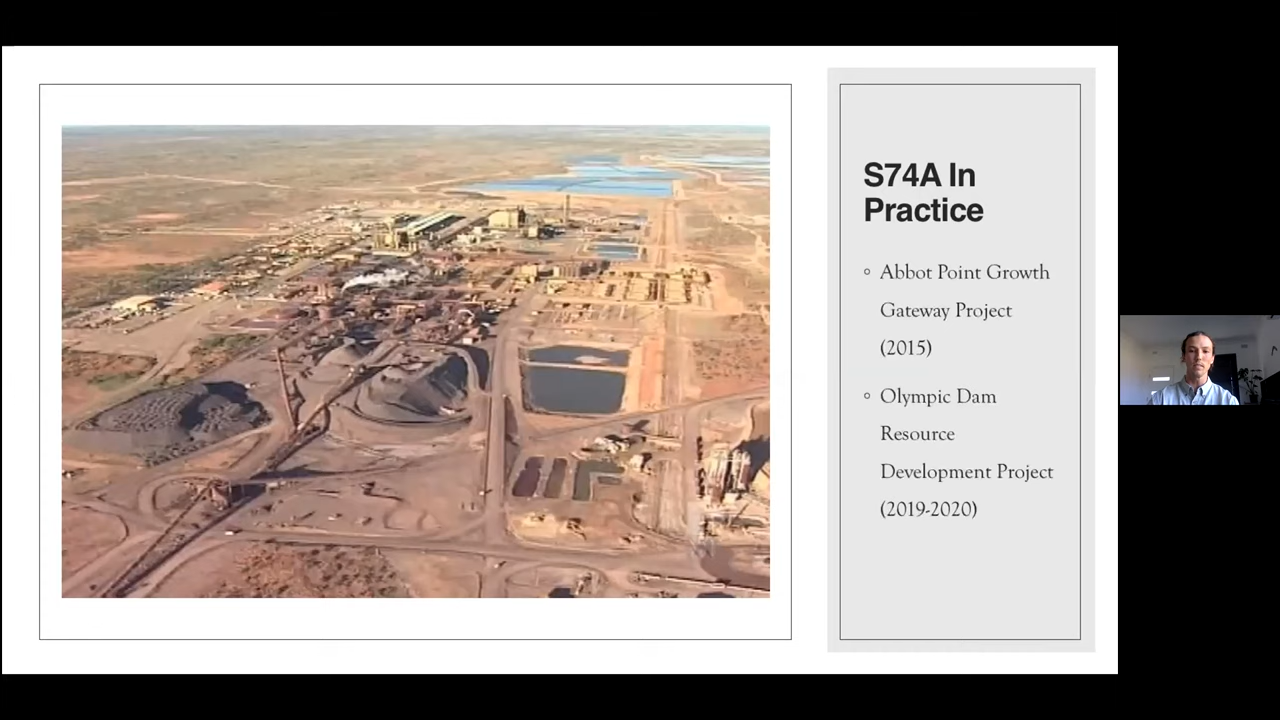 S74A In
Practice
Abbot Point Growth
Gateway Project
(2015)
Olympic Dam
Resource
Development Project
(2019-2020)